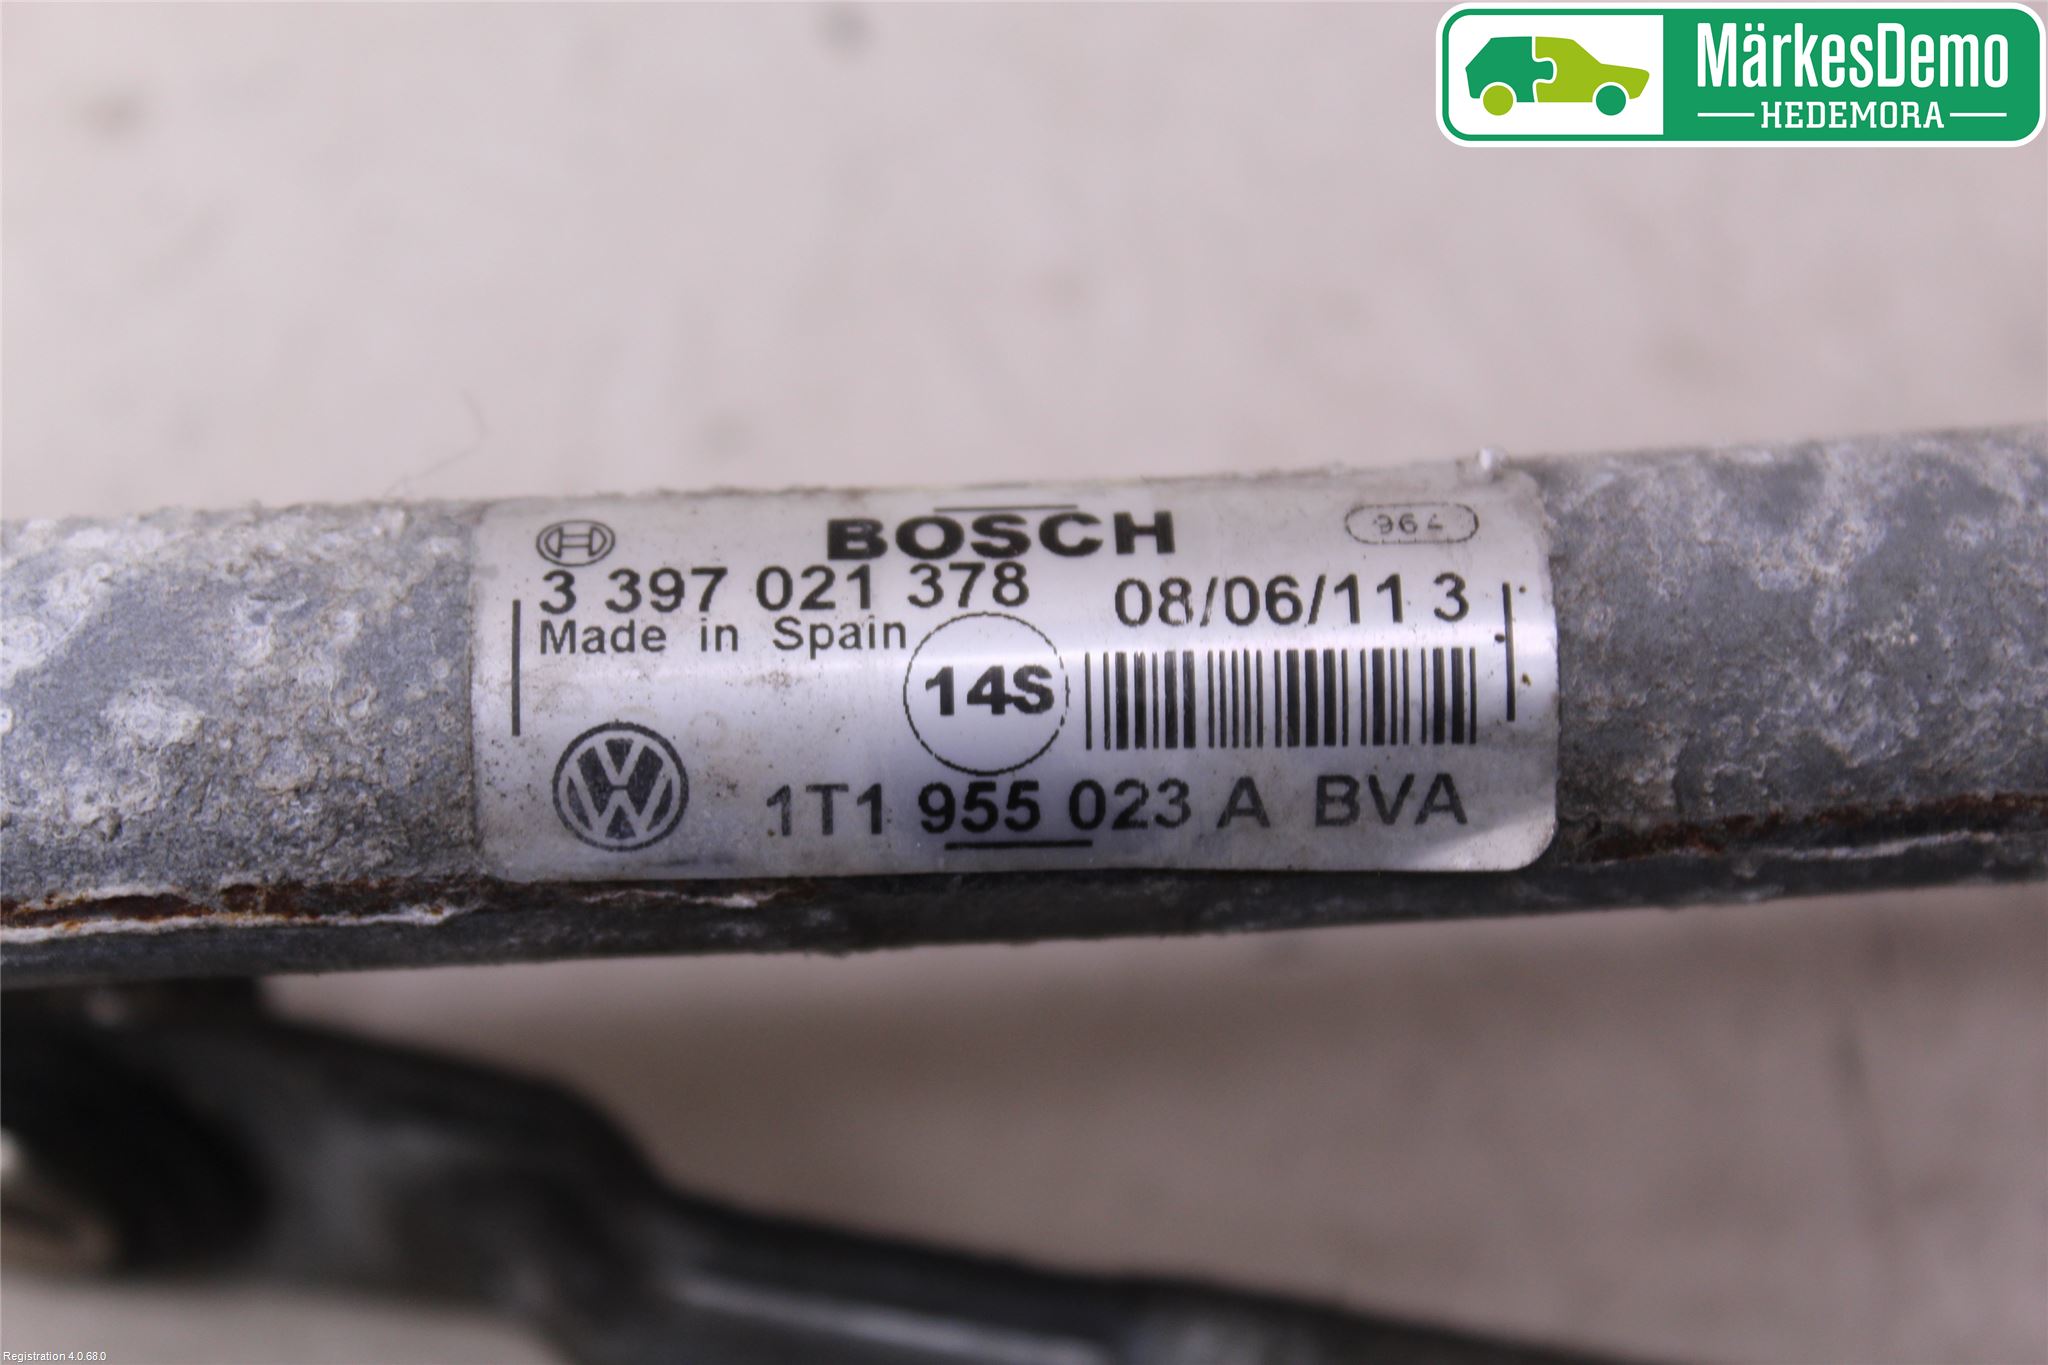 MärkesDemo
HEDEMORA
BOSCH
3 397 021 378
08/06/11 3
Made in Spain
14S
1T1 955 023 A BVA
Registration 4.0.68.0